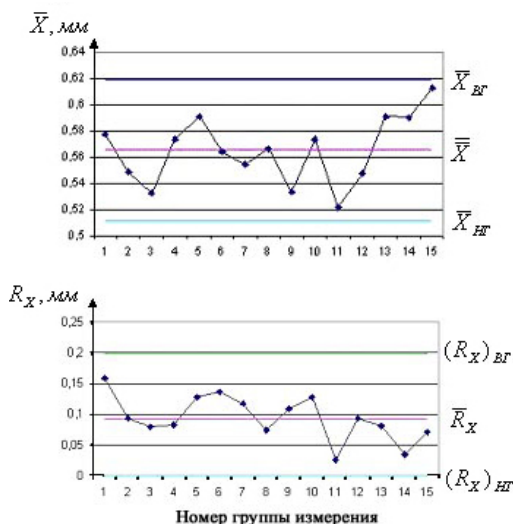 X̄, мм
0,64
0,62
0,6
0,58
0,56
0,54
0,52
0,5
X̄ ВГ
X̿
X̄ НГ
1 2 3 4 5 6 7 8 9 10 11 12 13 14 15
R X, мм
0,25
0,2
0,15
0,1
0,05
0
(R X) ВГ
R̄ X
(R X) НГ
1 2 3 4 5 6 7 8 9 10 11 12 13 14 15
Номер группы измерения